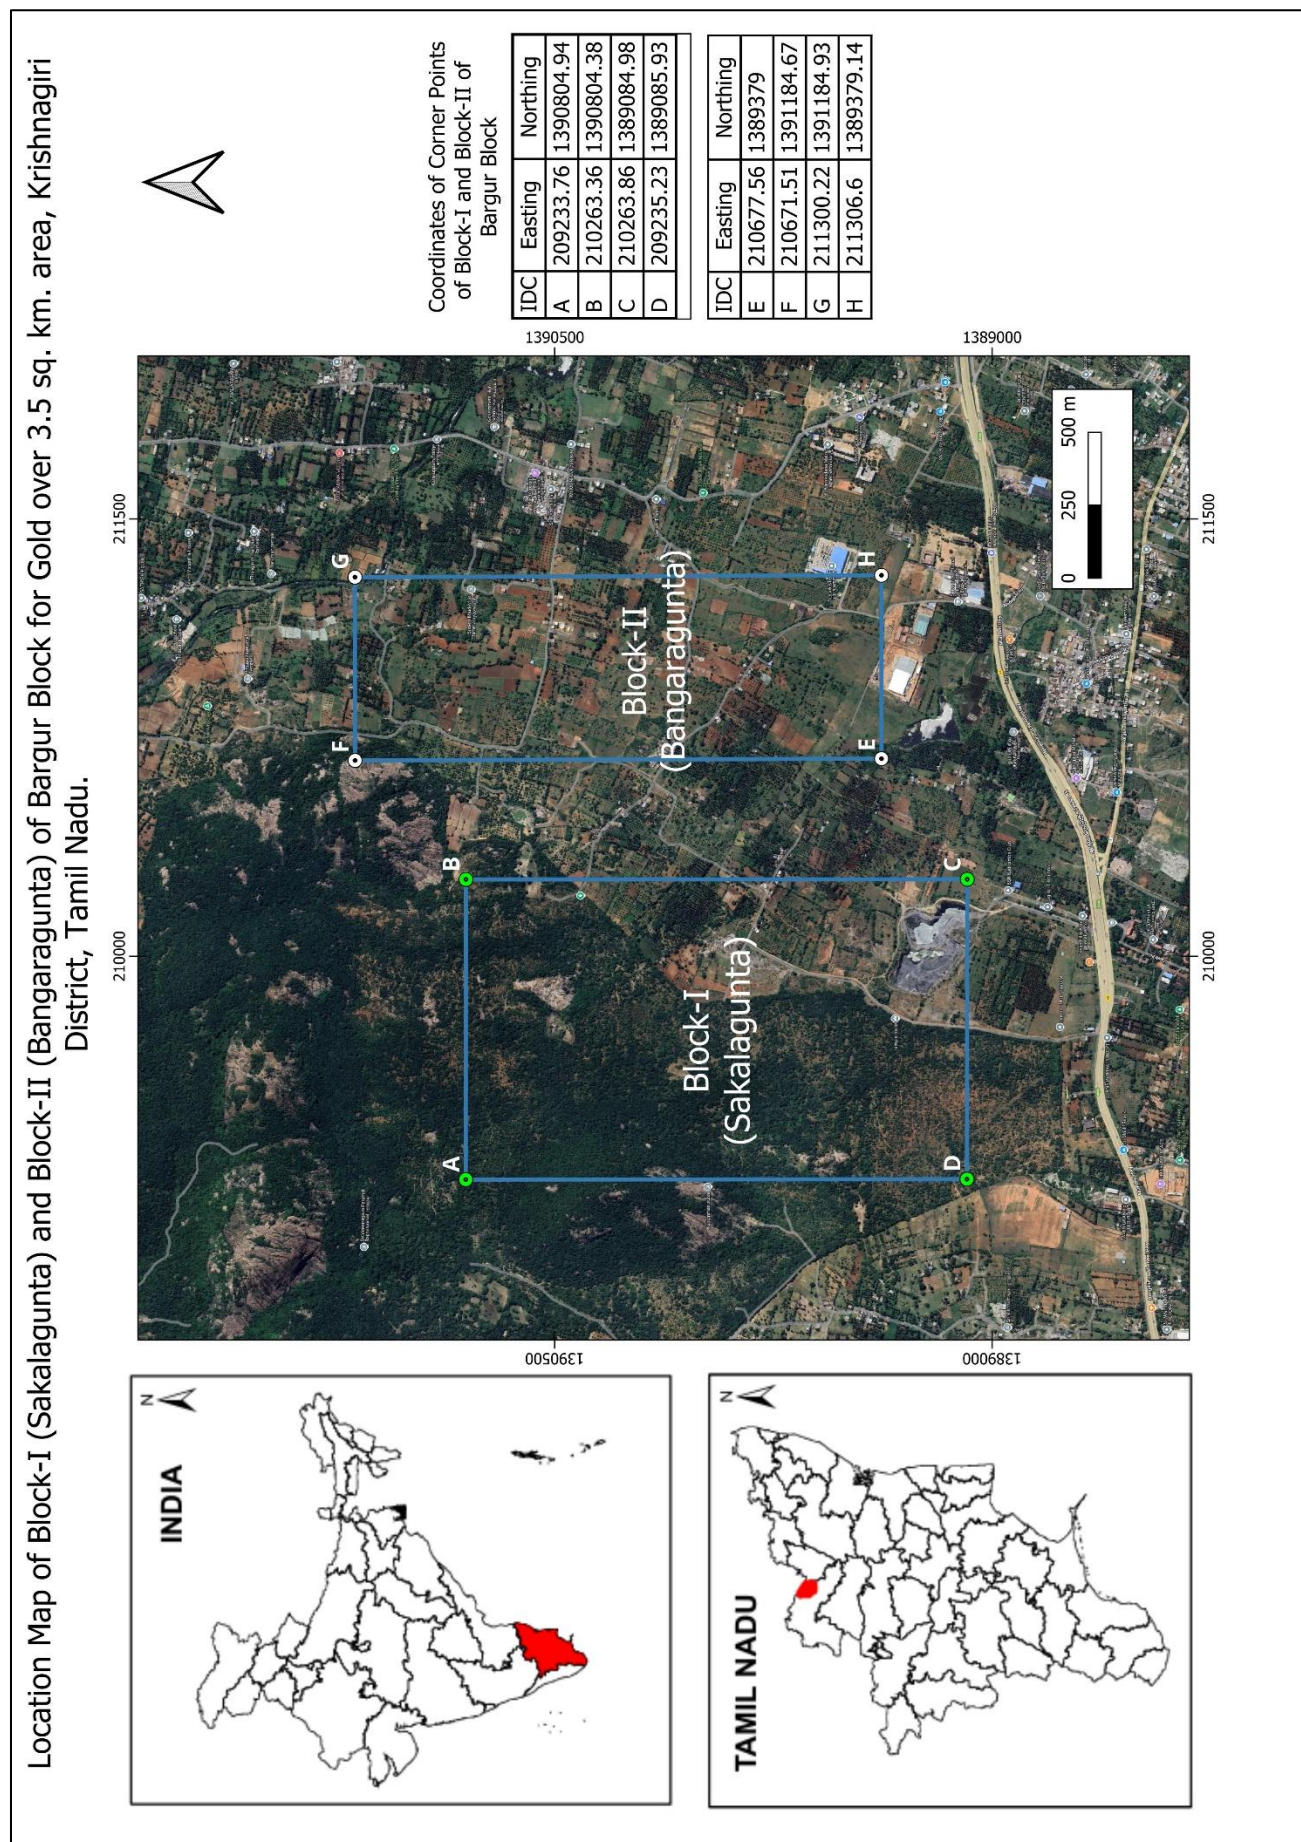 Location Map of Block-I (Sakalagunta) and Block-II (Bangaragunta) of Bargur Block for Gold over 3.5 sq. km. area, Krishnagiri
District, Tamil Nadu.
INDIA
N
TAMIL NADU
N
210000
211500
1390500
1389000
1390500
1389000
210000
211500
A
B
C
D
Block-I
(Sakalagunta)
F
G
E
H
Block-II
(Bangaragunta)
0 250 500 m
Coordinates of Corner Points
of Block-I and Block-II of
Bargur Block
IDC Easting Northing
A 209233.76 1390804.94
B 210263.36 1390804.38
C 210263.86 1389084.98
D 209235.23 1389085.93
IDC Easting Northing
E 210677.56 1389379
F 210671.51 1391184.67
G 211300.22 1391184.93
H 211306.6 1389379.14